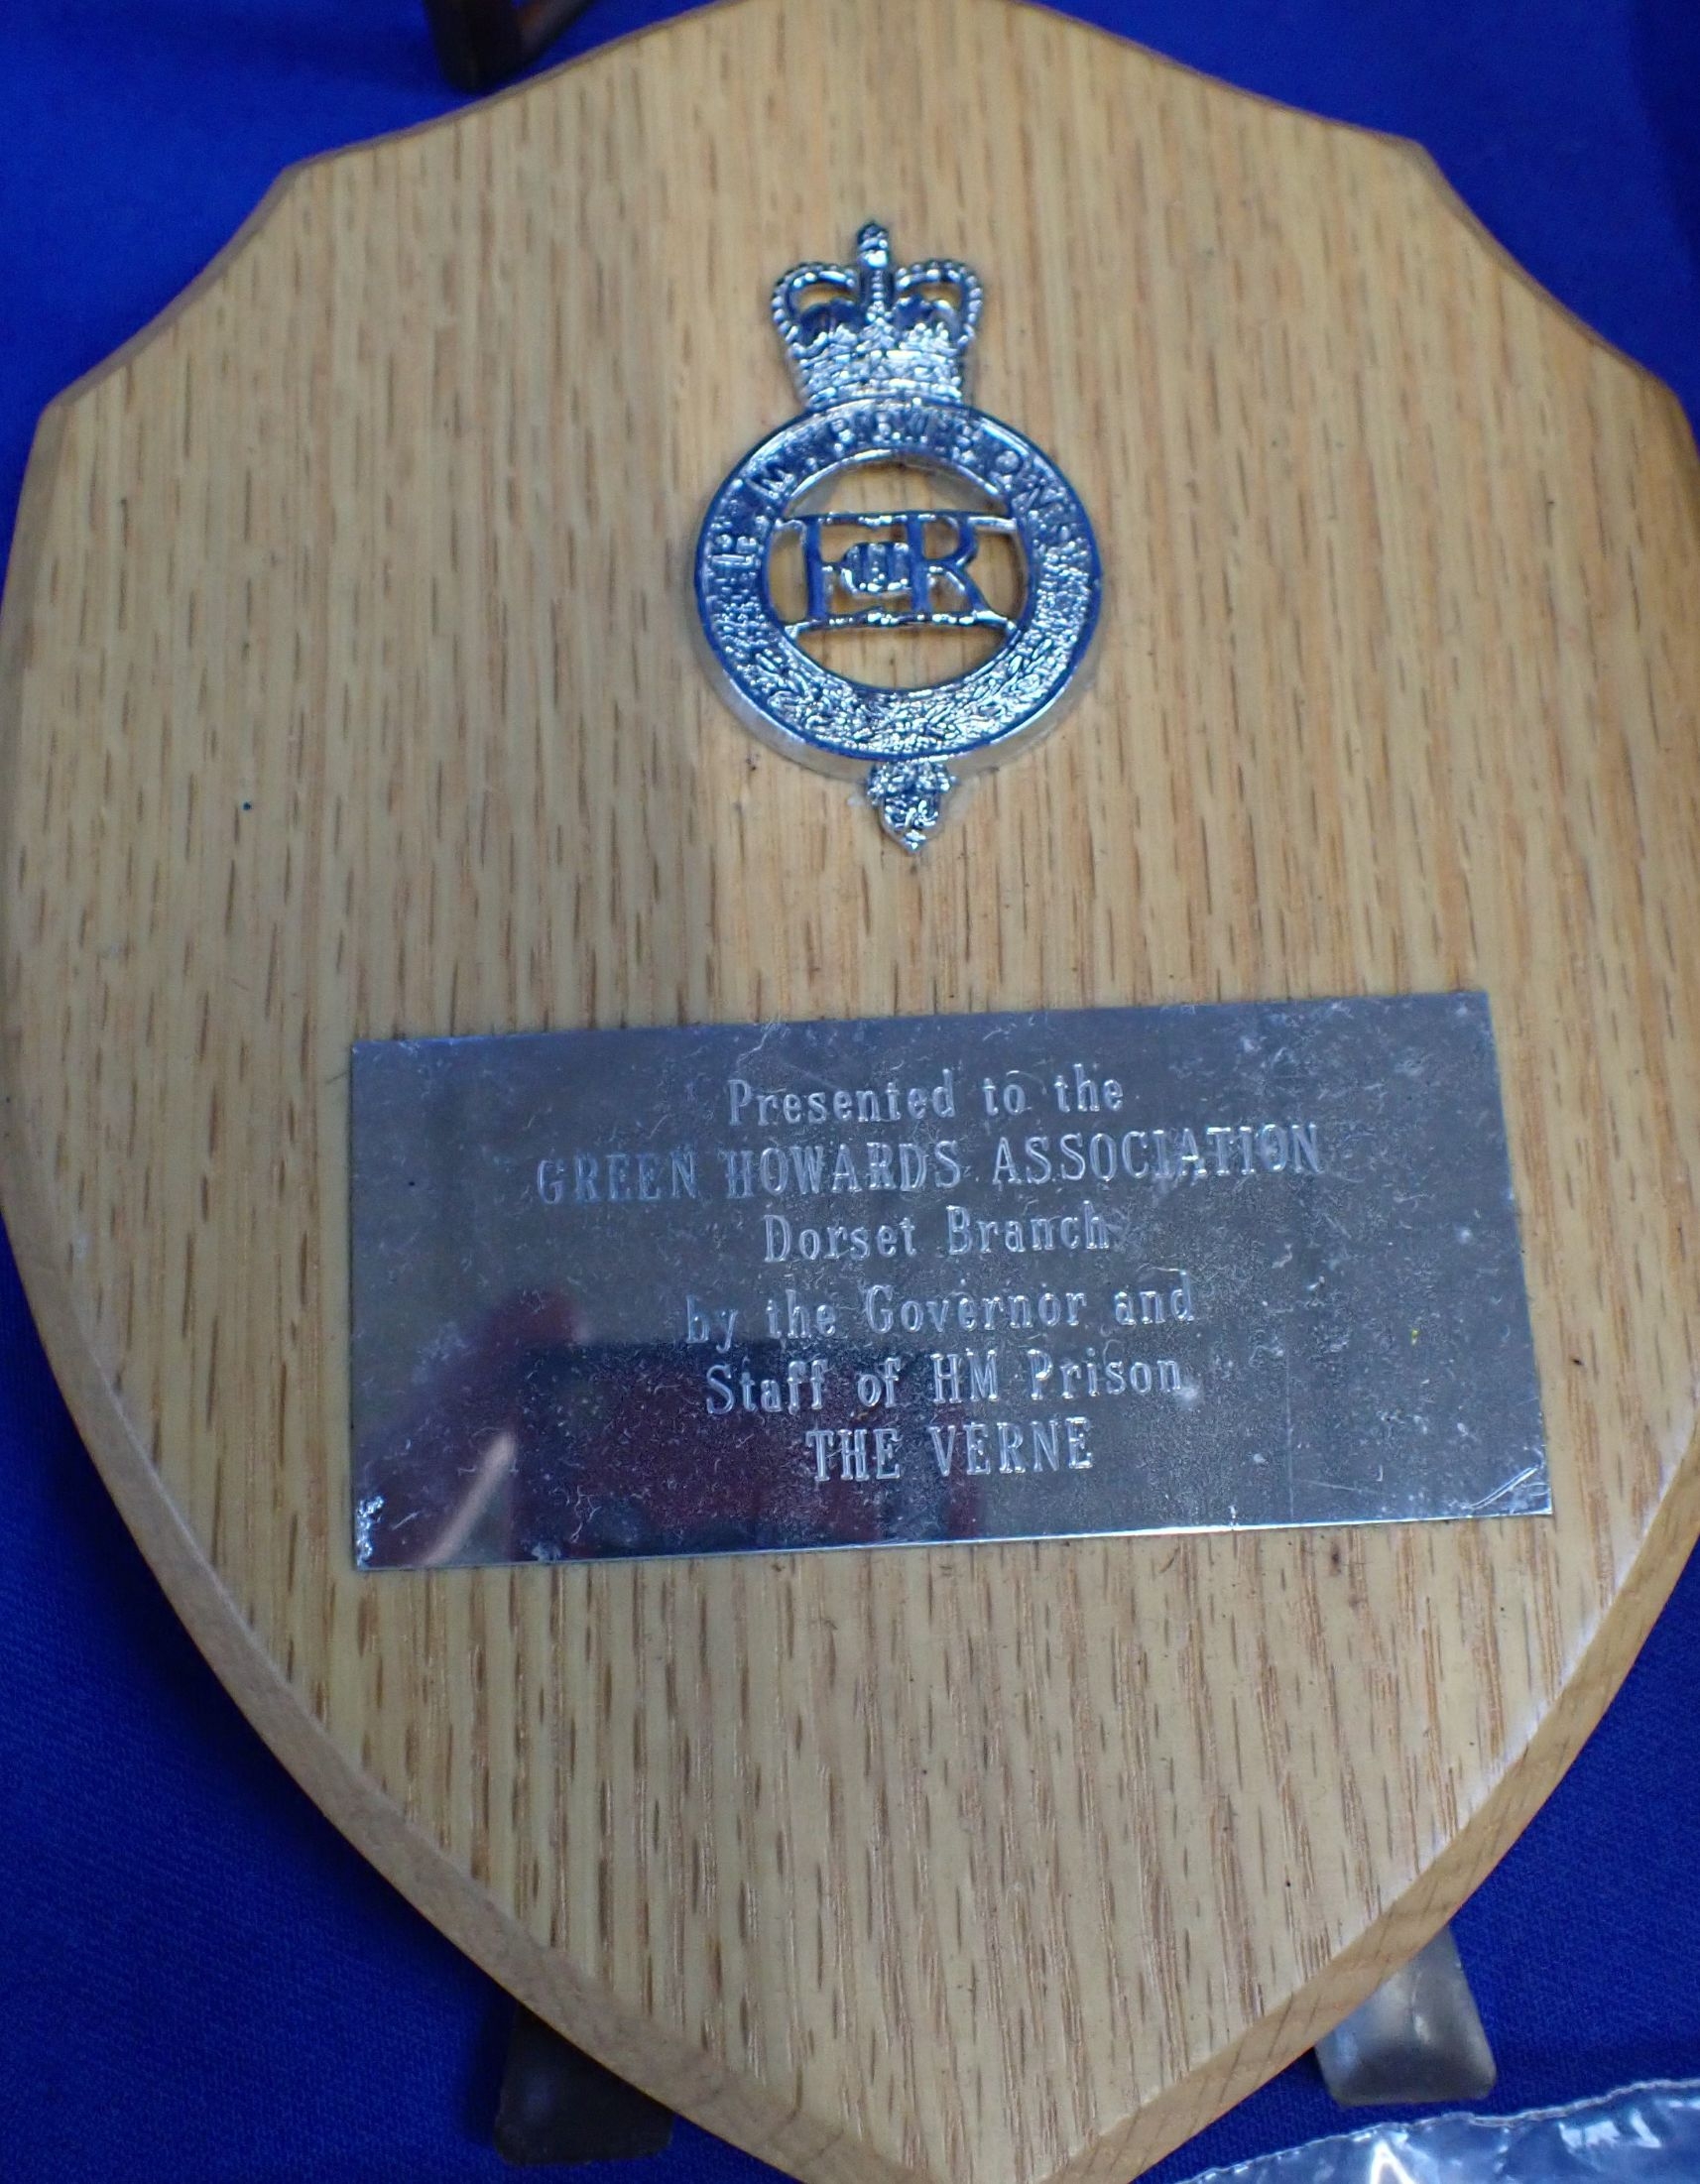 H.M. PRISONS
EIIR
Presented to the
GREEN HOWARDS ASSOCIATION
Dorset Branch
by the Governor and
Staff of HM Prison
THE VERNE